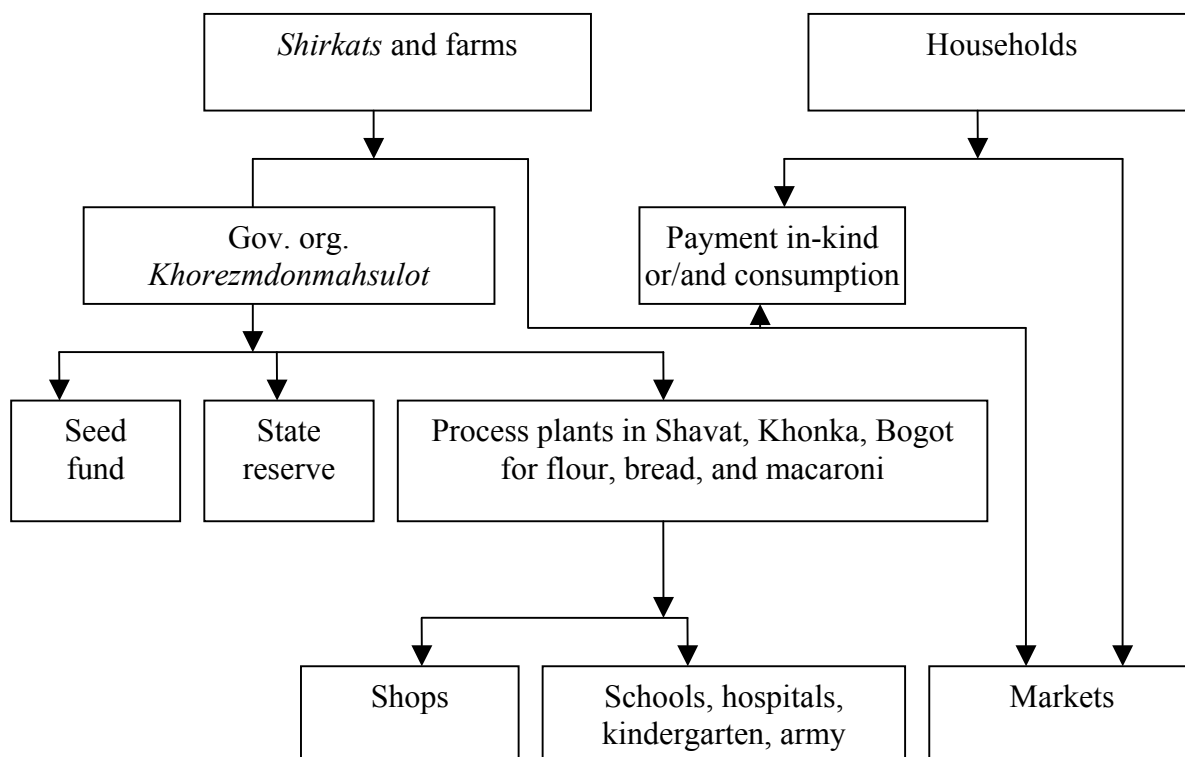 Shirkats and farms
Households
Gov. org.
Khorezmdonmahsulot
Payment in-kind
or/and consumption
Seed
fund
State
reserve
Process plants in Shavat, Khonka, Bogot
for flour, bread, and macaroni
Shops
Schools, hospitals,
kindergarten, army
Markets